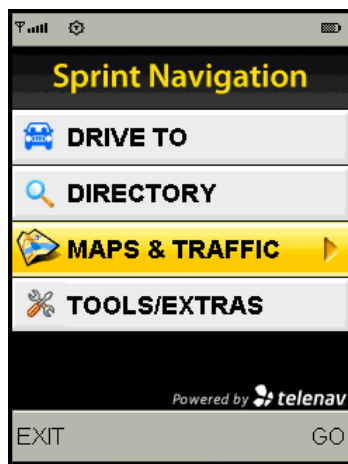 Sprint Navigation
DRIVE TO
DIRECTORY
MAPS & TRAFFIC
TOOLS/EXTRAS
Powered by telenav
EXIT GO